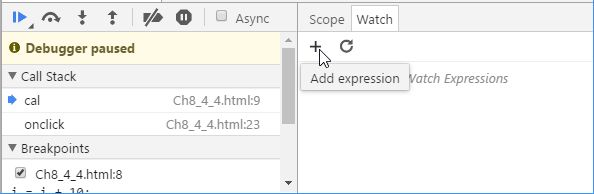 Async
Debugger paused
Call Stack
cal Ch8_4_4.html:9
onclick Ch8_4_4.html:23
Breakpoints
Ch8_4_4.html:8
i = i + 10;
Scope Watch
Add expression
Watch Expressions